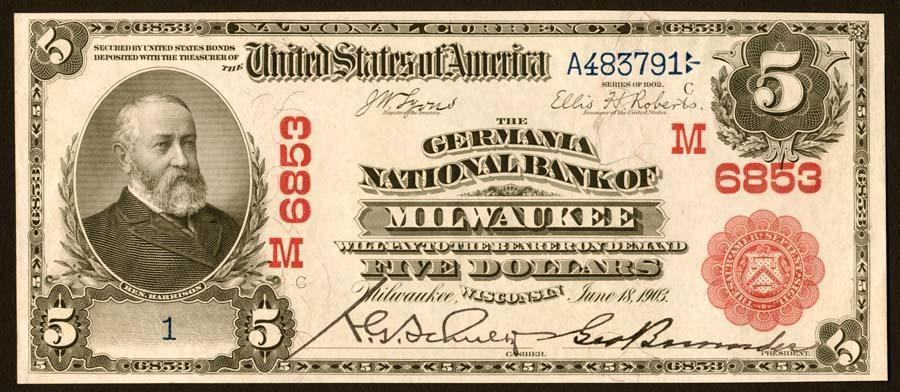 6853 NATIONAL CURRENCY 6853
SECURED BY UNITED STATES BONDS
DEPOSITED WITH THE TREASURER OF
THE United States of America
A483791
SERIES OF 1902.
C
J.W. Lyons
Register of the Treasury.
Ellis H. Roberts.
Treasurer of the United States.
5
5
M
6853
M 6853
THE
GERMANIA
NATIONAL BANK OF
MILWAUKEE
WILL PAY TO THE BEARER ON DEMAND
FIVE DOLLARS
Milwaukee, WISCONSIN June 18, 1903.
BEN. HARRISON
C
5 1 5
CASHIER.
PRESIDENT.
5
6853
6853